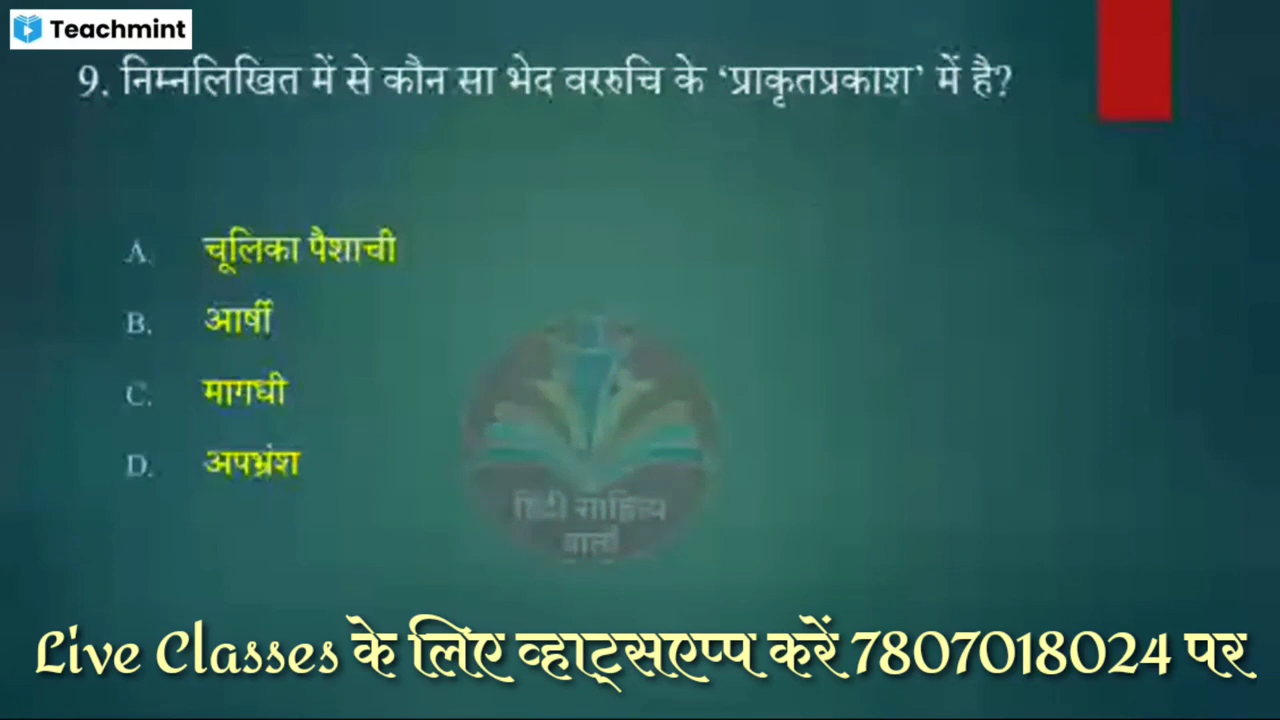 Teachmint
9. निम्नलिखित में से कौन सा भेद वररुचि के ‘प्राकृतप्रकाश’ में है?
A. चूलिका पैशाची
B. आर्षी
C. मागधी
D. अपभ्रंश
हिंदी साहित्य
वार्ता
Live Classes के लिए व्हाट्सएप्प करें 7807018024 पर